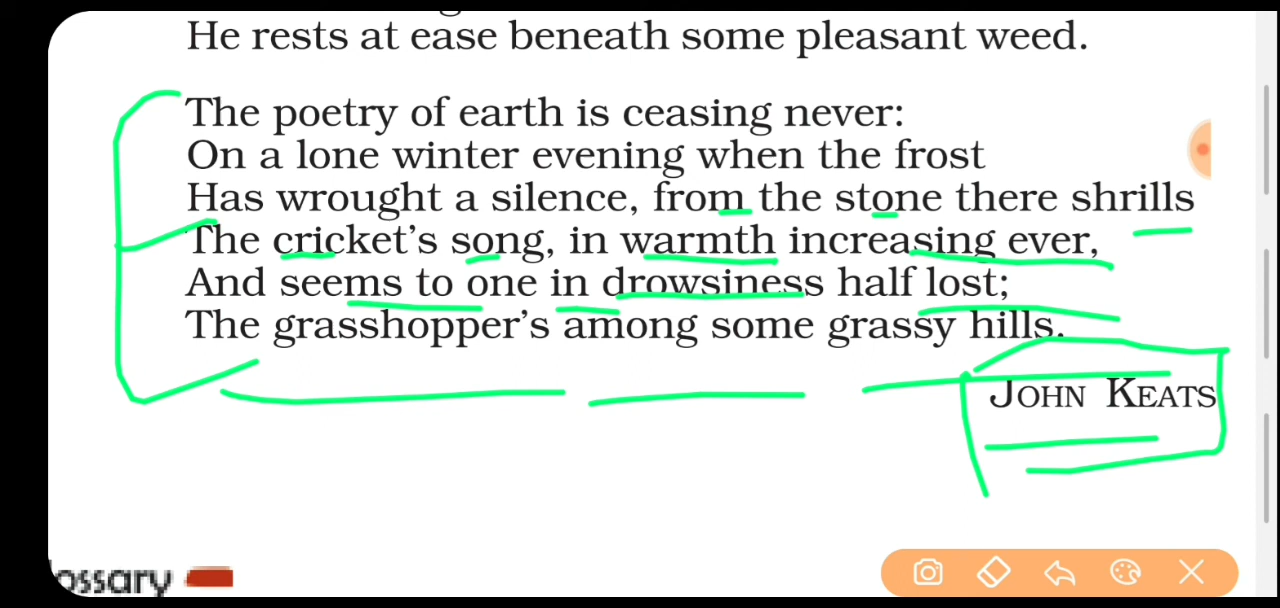 He rests at ease beneath some pleasant weed.
The poetry of earth is ceasing never:
On a lone winter evening when the frost
Has wrought a silence, from the stone there shrills
The cricket's song, in warmth increasing ever,
And seems to one in drowsiness half lost;
The grasshopper's among some grassy hills.
JOHN KEATS
lossary